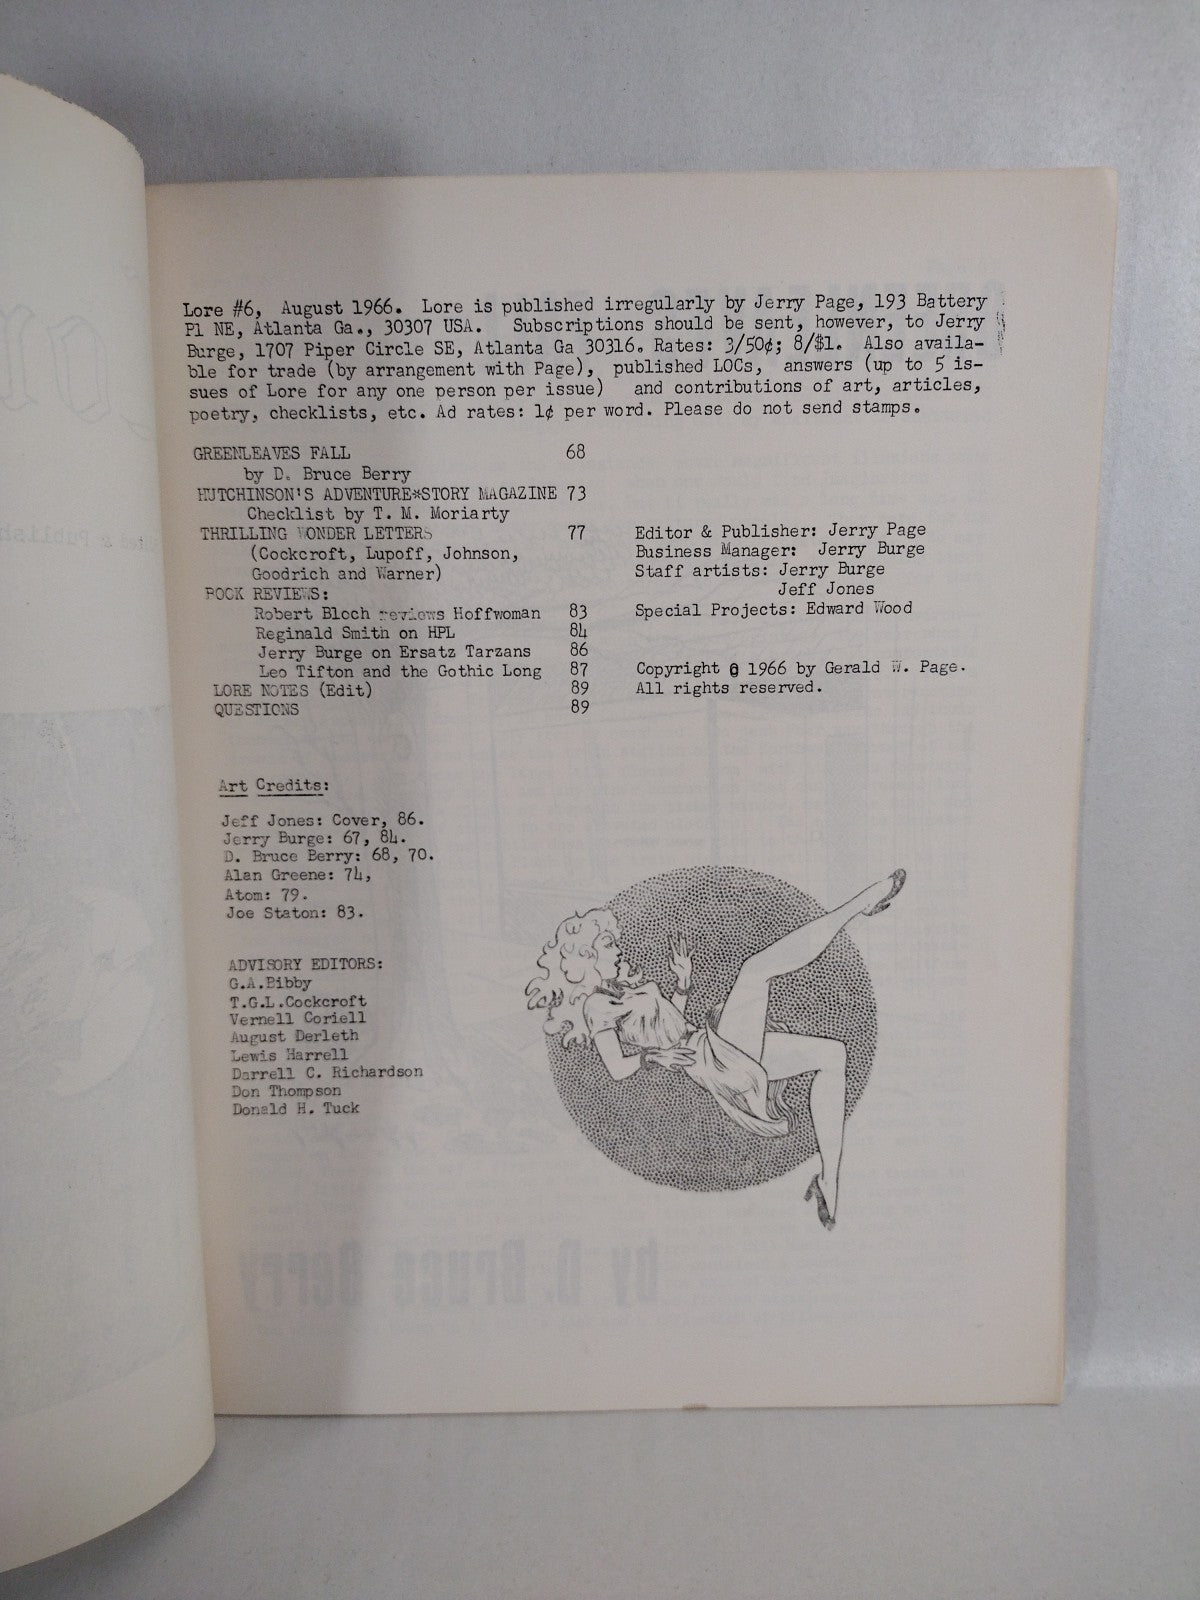 Lore #6, August 1966. Lore is published irregularly by Jerry Page, 193 Battery
Pl NE, Atlanta Ga., 30307 USA. Subscriptions should be sent, however, to Jerry
Burge, 1707 Piper Circle SE, Atlanta Ga 30316. Rates: 3/50¢; 8/$1. Also availa-
ble for trade (by arrangement with Page), published LOCs, answers (up to 5 is-
sues of Lore for any one person per issue) and contributions of art, articles,
poetry, checklists, etc. Ad rates: 1¢ per word. Please do not send stamps.
GREENLEAVES FALL 68
by D. Bruce Berry
HUTCHINSON'S ADVENTURE*STORY MAGAZINE 73
Checklist by T. M. Moriarty
THRILLING WONDER LETTERS 77
(Cockcroft, Lupoff, Johnson,
Goodrich and Warner)
BOOK REVIEWS:
Robert Bloch reviews Hoffwoman 83
Reginald Smith on HPL 84
Jerry Burge on Ersatz Tarzans 86
Leo Tifton and the Gothic Long 87
LORE NOTES (Edit) 89
QUESTIONS 89
Editor & Publisher: Jerry Page
Business Manager: Jerry Burge
Staff artists: Jerry Burge
Jeff Jones
Special Projects: Edward Wood
Copyright © 1966 by Gerald W. Page.
All rights reserved.
Art Credits:
Jeff Jones: Cover, 86.
Jerry Burge: 67, 84.
D. Bruce Berry: 68, 70.
Alan Greene: 74,
Atom: 79.
Joe Staton: 83.
ADVISORY EDITORS:
G.A.Bibby
T.G.L.Cockcroft
Vernell Coriell
August Derleth
Lewis Harrell
Darrell C. Richardson
Don Thompson
Donald H. Tuck
by D. Bruce Berry